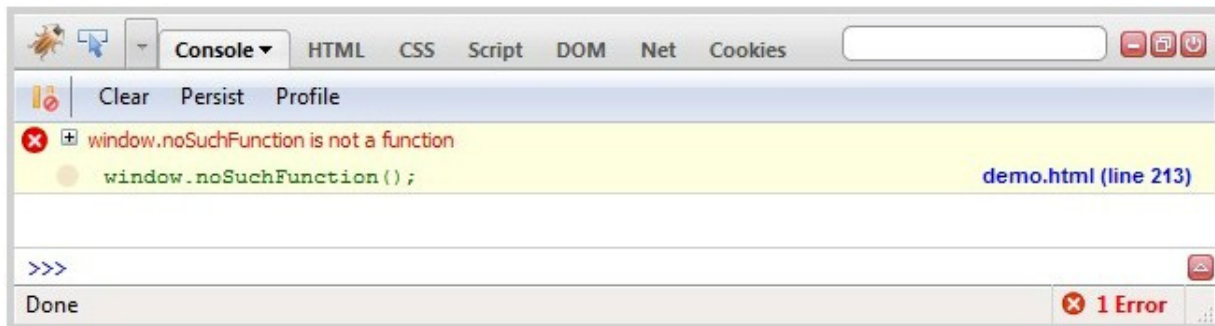 Console HTML CSS Script DOM Net Cookies
Clear Persist Profile
window.noSuchFunction is not a function
window.noSuchFunction(); demo.html (line 213)
>>>
Done 1 Error